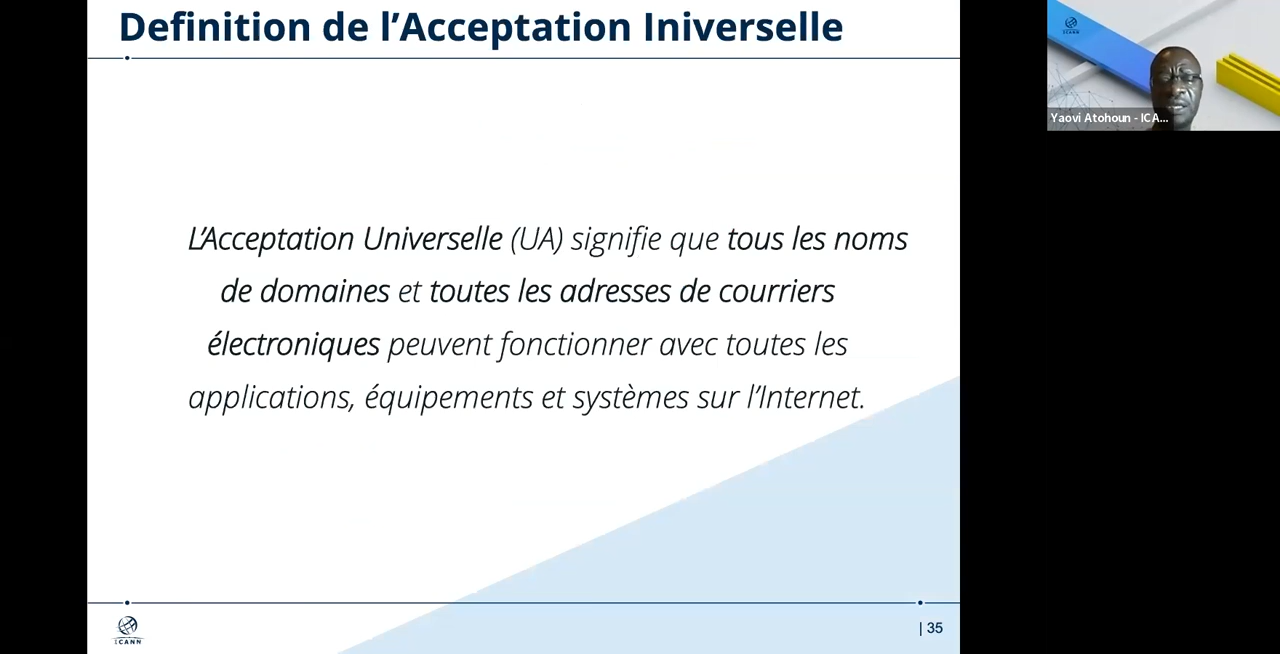 Definition de l’Acceptation Iniverselle
L’Acceptation Universelle (UA) signifie que tous les noms
de domaines et toutes les adresses de courriers
électroniques peuvent fonctionner avec toutes les
applications, équipements et systèmes sur l’Internet.
ICANN
| 35
ICANN
Yaovi Atohoun - ICA...